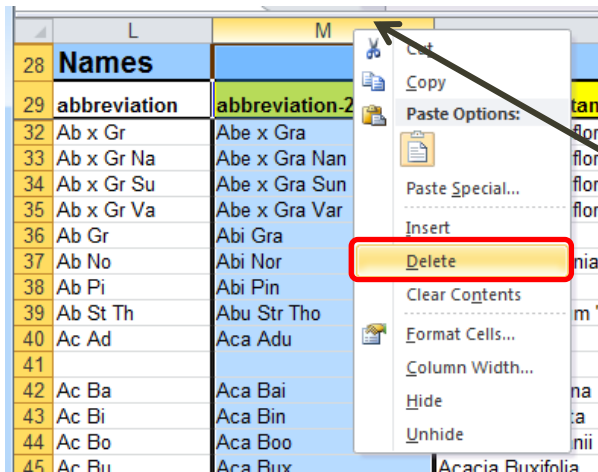 L M
28 Names
29 abbreviation abbreviation-2
32 Ab x Gr Abe x Gra
33 Ab x Gr Na Abe x Gra Nan
34 Ab x Gr Su Abe x Gra Sun
35 Ab x Gr Va Abe x Gra Var
36 Ab Gr Abi Gra
37 Ab No Abi Nor
38 Ab Pi Abi Pin
39 Ab St Th Abu Str Tho
40 Ac Ad Aca Adu
41
42 Ac Ba Aca Bai
43 Ac Bi Aca Bin
44 Ac Bo Aca Boo
45 Ac Bu Aca Bux Acacia Buxifolia
Cut
Copy
Paste Options:
Paste Special...
Insert
Delete
Clear Contents
Format Cells...
Column Width...
Hide
Unhide